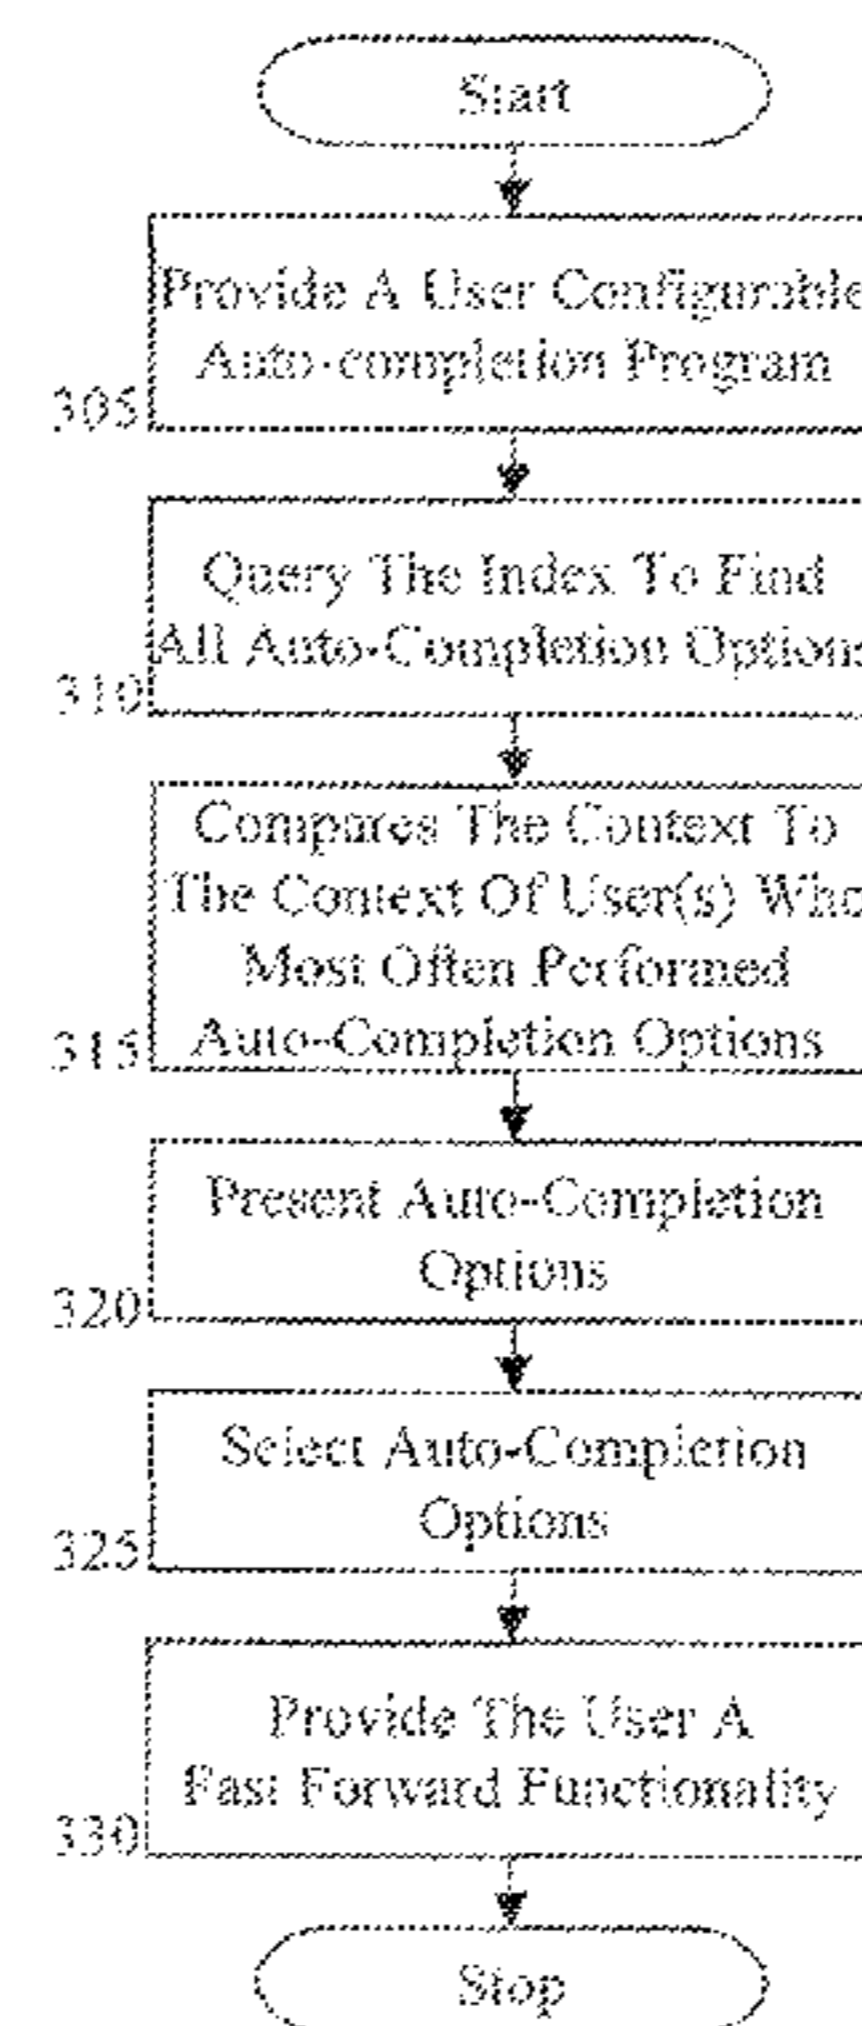 Start
Provide A User Configurable
Auto-completion Program
305
Query The Index To Find
All Auto-Completion Options
310
Compares The Context To
The Context Of User(s) Who
Most Often Performed
Auto-Completion Options
315
Present Auto-Completion
Options
320
Select Auto-Completion
Options
325
Provide The User A
Fast Forward Functionality
330
Stop